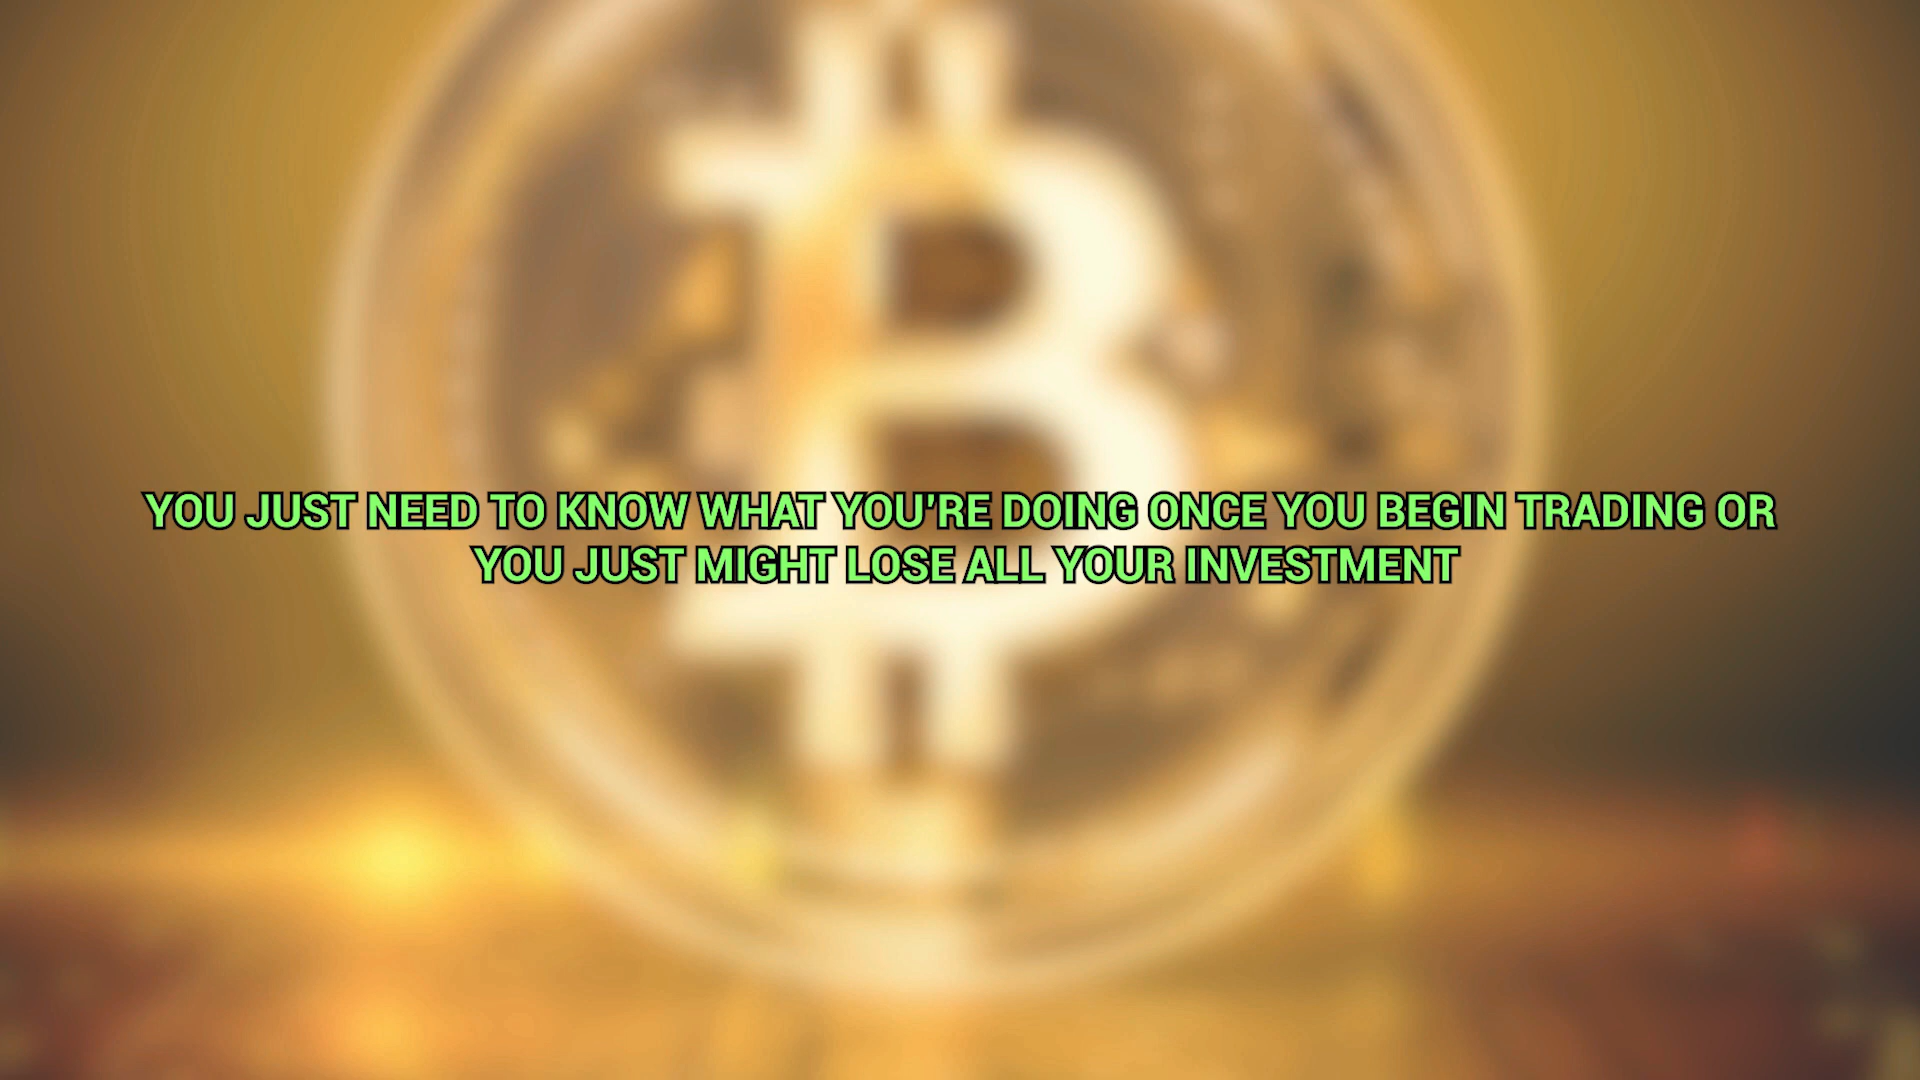 YOU JUST NEED TO KNOW WHAT YOU'RE DOING ONCE YOU BEGIN TRADING OR
YOU JUST MIGHT LOSE ALL YOUR INVESTMENT